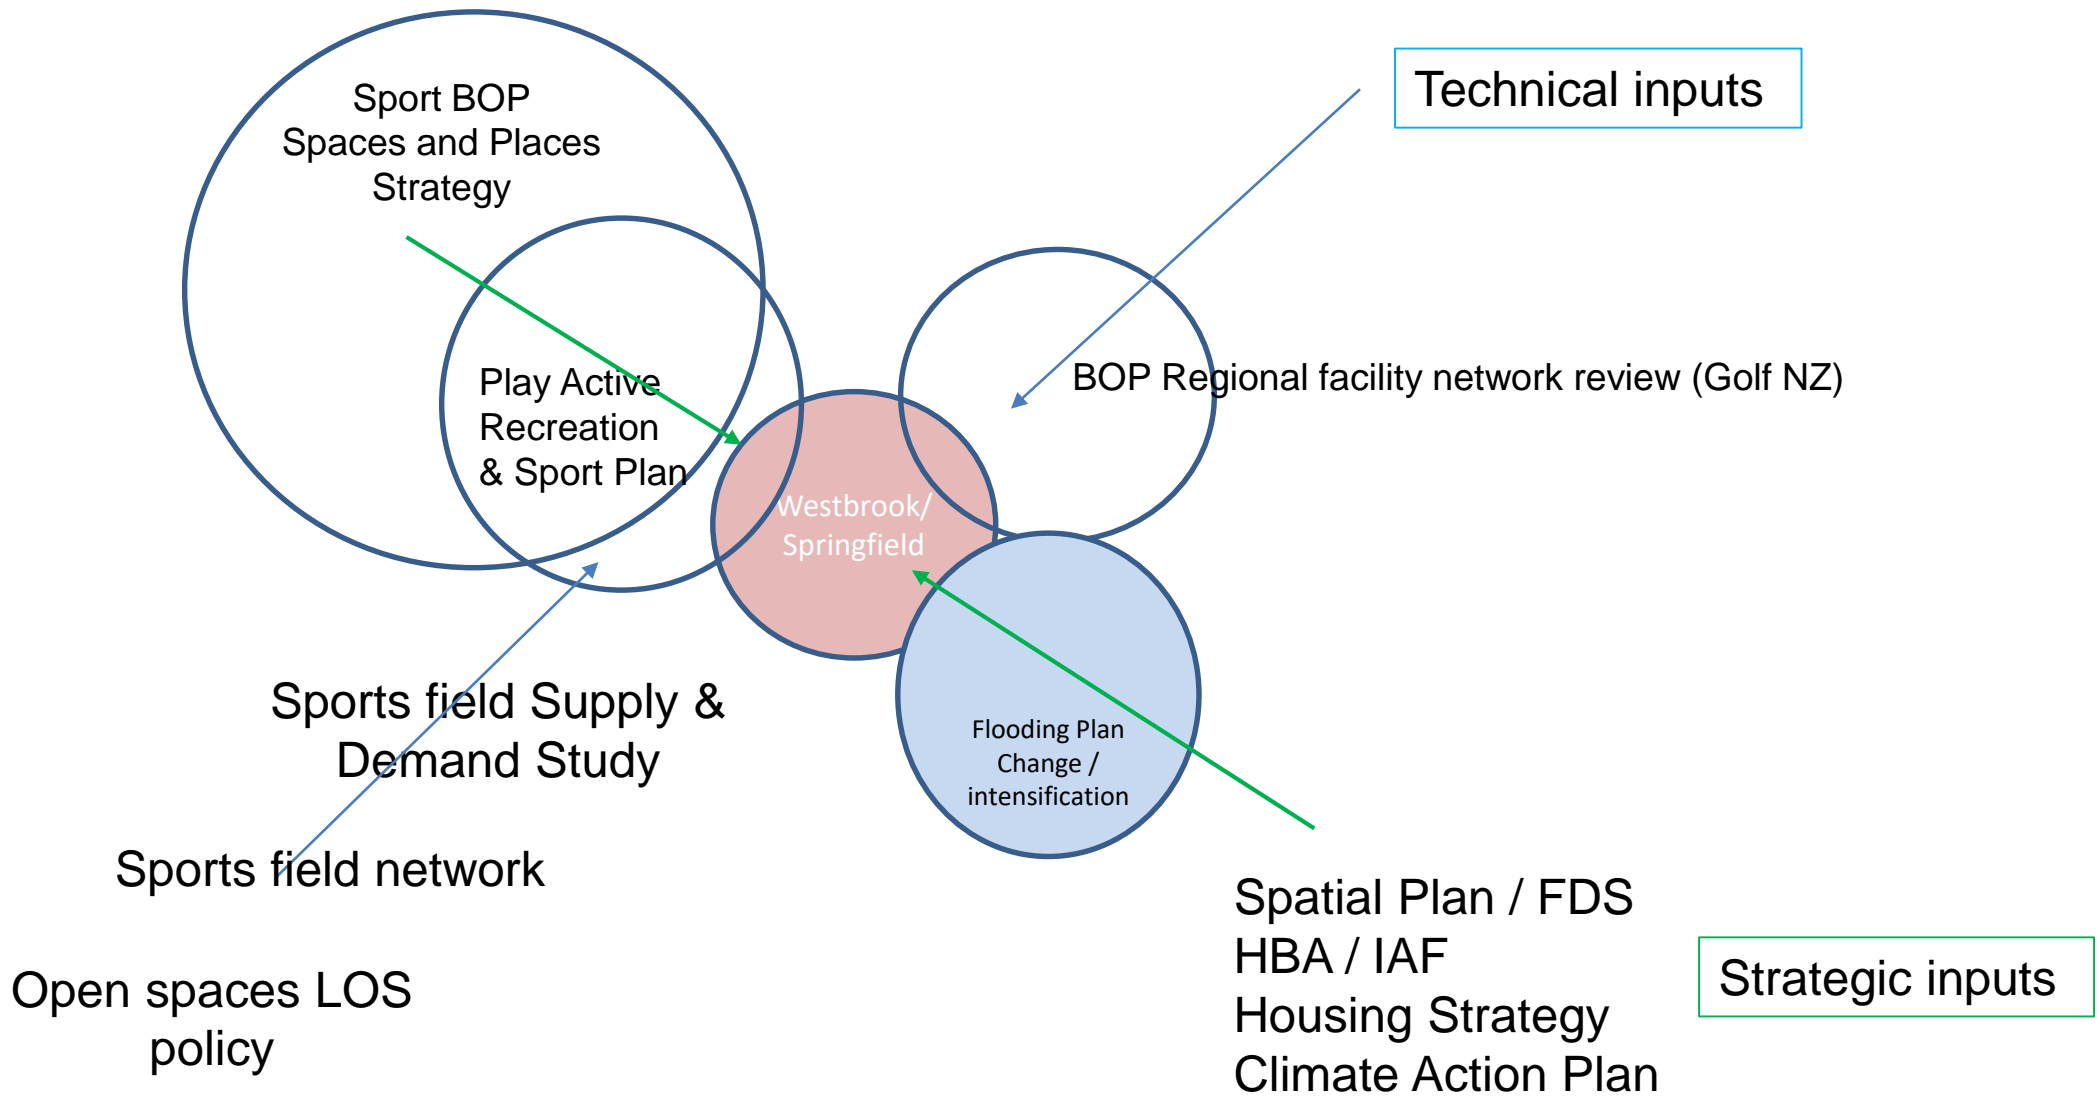 Sport BOP
Spaces and Places
Strategy
Technical inputs
Play Active
Recreation
& Sport Plan
BOP Regional facility network review (Golf NZ)
Westbrook/
Springfield
Sports field Supply &
Demand Study
Flooding Plan
Change /
intensification
Sports field network
Open spaces LOS
policy
Spatial Plan / FDS
HBA / IAF
Housing Strategy
Climate Action Plan
Strategic inputs